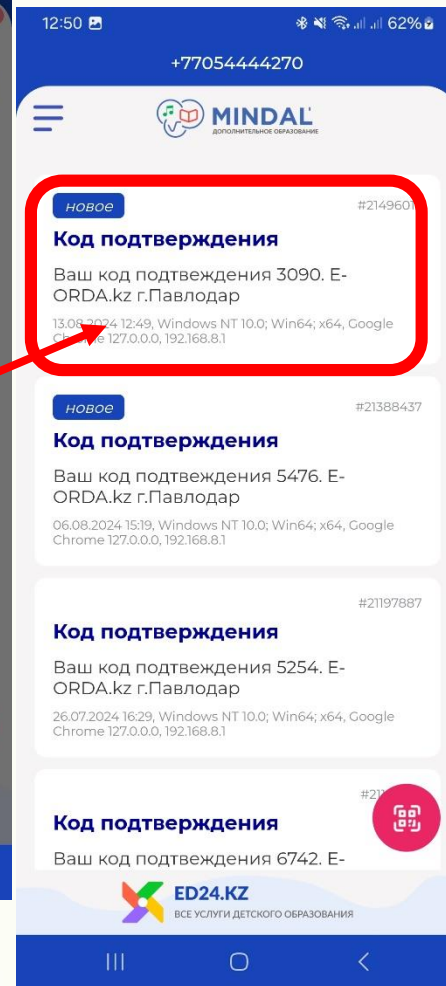 12:50 62%
+77054444270
MINDAL
ДОПОЛНИТЕЛЬНОЕ ОБРАЗОВАНИЕ
новое #2149601
Код подтверждения
Ваш код подтвеждения 3090. E-
ORDA.kz г.Павлодар
13.08.2024 12:49, Windows NT 10.0; Win64; x64, Google
Chrome 127.0.0.0, 192.168.8.1
новое #21388437
Код подтверждения
Ваш код подтвеждения 5476. E-
ORDA.kz г.Павлодар
06.08.2024 15:19, Windows NT 10.0; Win64; x64, Google
Chrome 127.0.0.0, 192.168.8.1
#21197887
Код подтверждения
Ваш код подтвеждения 5254. E-
ORDA.kz г.Павлодар
26.07.2024 16:29, Windows NT 10.0; Win64; x64, Google
Chrome 127.0.0.0, 192.168.8.1
Код подтверждения
Ваш код подтвеждения 6742. E-
ED24.KZ
ВСЕ УСЛУГИ ДЕТСКОГО ОБРАЗОВАНИЯ